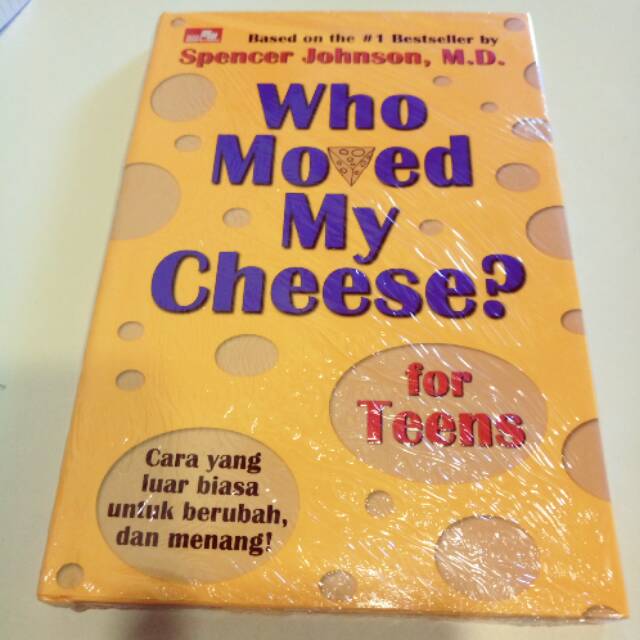 Based on the #1 Bestseller by
Spencer Johnson, M.D.
Who
Moved
My
Cheese?
for
Teens
Cara yang
luar biasa
untuk berubah,
dan menang!